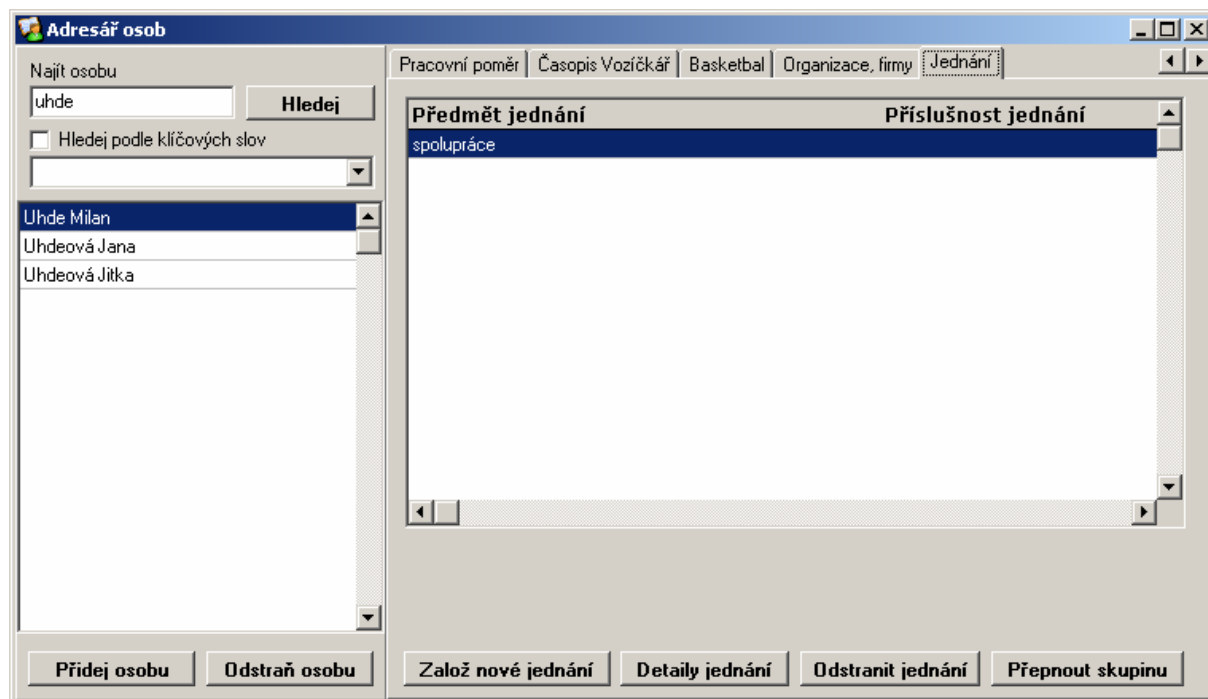 Adresář osob
Najít osobu
uhde
Hledej
Hledej podle klíčových slov
Uhde Milan
Uhdeová Jana
Uhdeová Jitka
Přidej osobu Odstraň osobu
Pracovní poměr Časopis Vozíčkář Basketbal Organizace, firmy Jednání
Předmět jednání Příslušnost jednání
spolupráce
Založ nové jednání Detaily jednání Odstranit jednání Přepnout skupinu